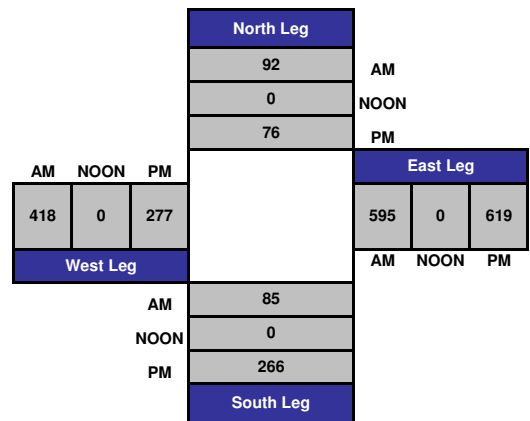 North Leg
92 AM
0 NOON
76 PM
AM NOON PM
East Leg
418 0 277
595 0 619
West Leg
AM NOON PM
AM 85
NOON 0
PM 266
South Leg